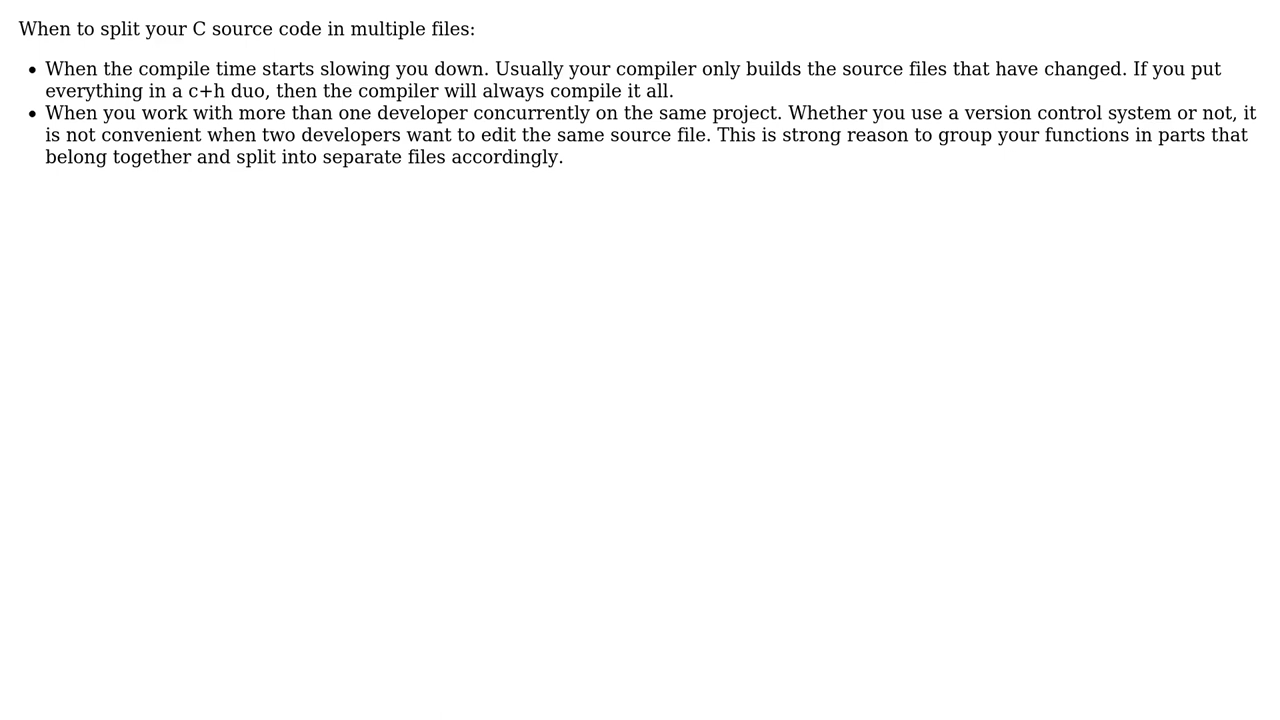 When to split your C source code in multiple files:
• When the compile time starts slowing you down. Usually your compiler only builds the source files that have changed. If you put
everything in a c+h duo, then the compiler will always compile it all.
• When you work with more than one developer concurrently on the same project. Whether you use a version control system or not, it
is not convenient when two developers want to edit the same source file. This is strong reason to group your functions in parts that
belong together and split into separate files accordingly.